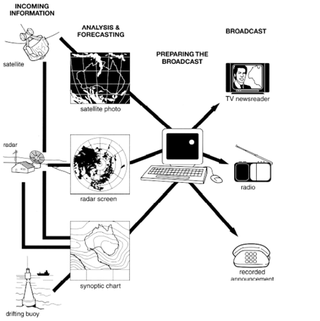 INCOMING
INFORMATION
ANALYSIS &
FORECASTING
PREPARING THE
BROADCAST
BROADCAST
satellite
satellite photo
TV newsreader
radar
radar screen
radio
synoptic chart
recorded
announcement
drifting buoy